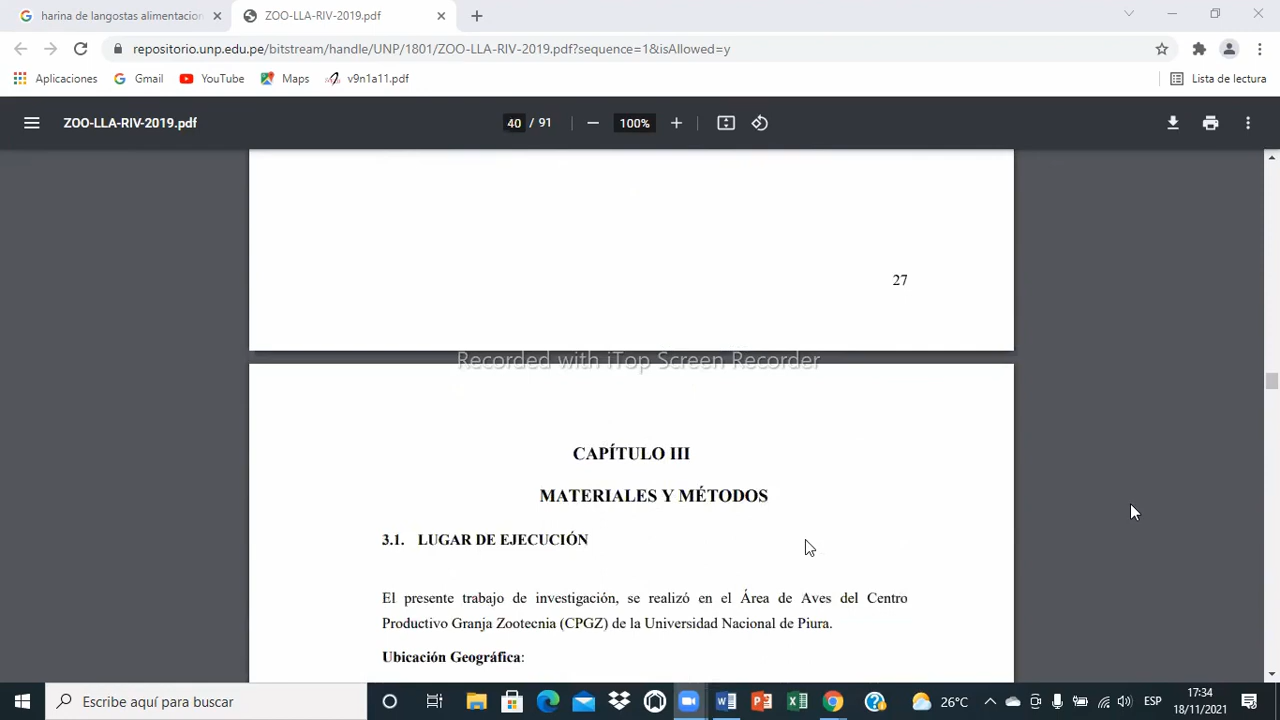 harina de langostas alimentacion
ZOO-LLA-RIV-2019.pdf
repositorio.unp.edu.pe/bitstream/handle/UNP/1801/ZOO-LLA-RIV-2019.pdf?sequence=1&isAllowed=y
Aplicaciones Gmail YouTube Maps v9n1a11.pdf Lista de lectura
ZOO-LLA-RIV-2019.pdf 40 / 91 100%
27
Recorded with iTop Screen Recorder
CAPÍTULO III
MATERIALES Y MÉTODOS
3.1. LUGAR DE EJECUCIÓN
El presente trabajo de investigación, se realizó en el Área de Aves del Centro
Productivo Granja Zootecnia (CPGZ) de la Universidad Nacional de Piura.
Ubicación Geográfica:
Escribe aquí para buscar
26°C
ESP
17:34
18/11/2021